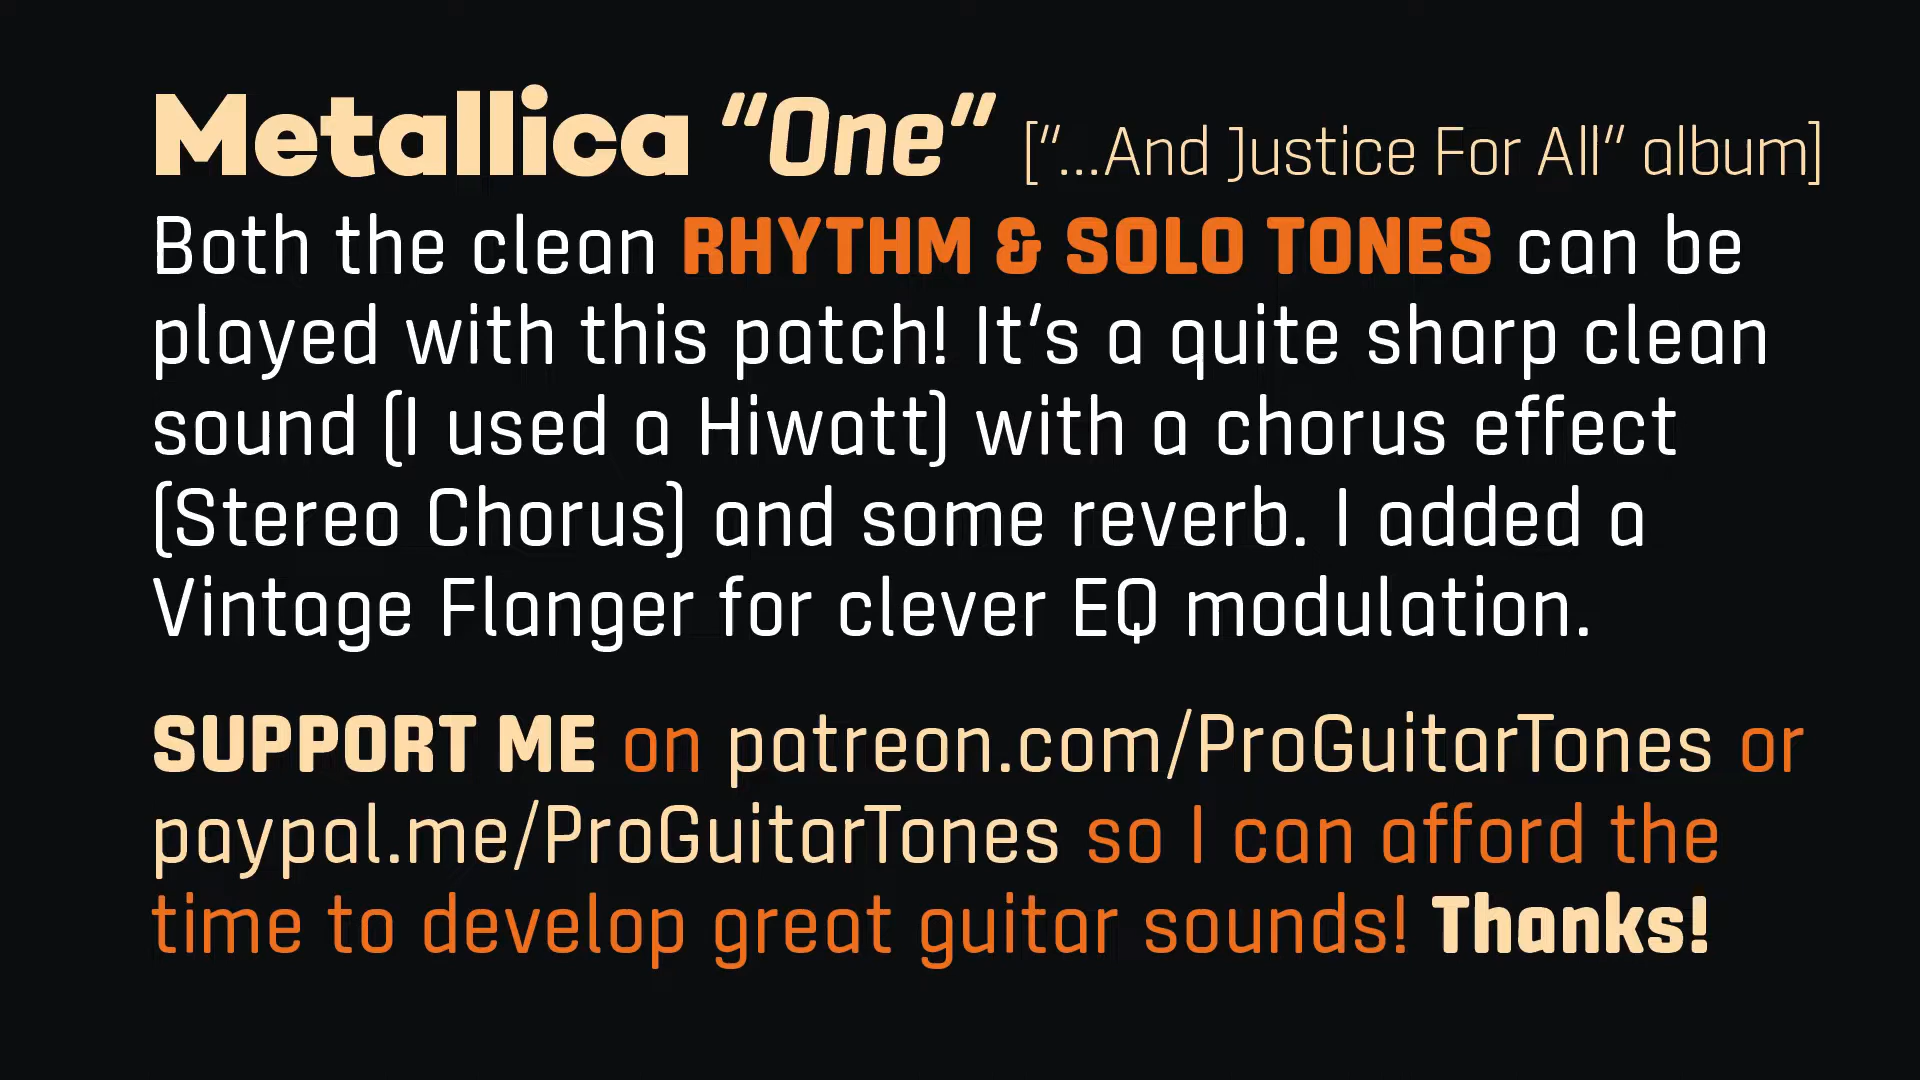 Metallica “One” [“...And Justice For All” album]
Both the clean RHYTHM & SOLO TONES can be
played with this patch! It’s a quite sharp clean
sound (I used a Hiwatt) with a chorus effect
(Stereo Chorus) and some reverb. I added a
Vintage Flanger for clever EQ modulation.
SUPPORT ME on patreon.com/ProGuitarTones or
paypal.me/ProGuitarTones so I can afford the
time to develop great guitar sounds! Thanks!